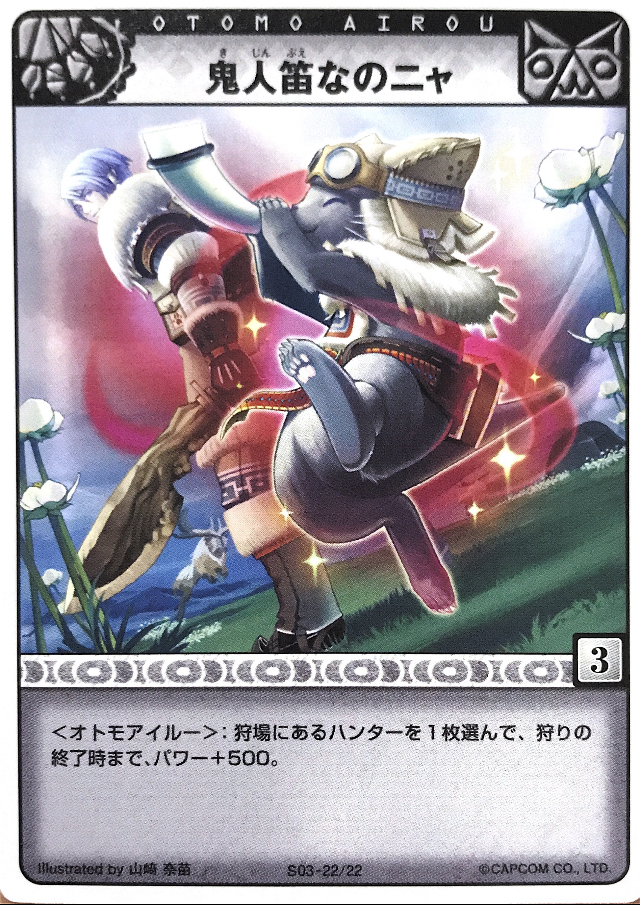 OTOMO AIROU
き じん ぶえ
鬼人笛なのニャ
3
＜オトモアイルー＞：狩場にあるハンターを１枚選んで、狩りの
終了時まで、パワー＋500。
Illustrated by 山﨑 奈苗
S03-22/22
©CAPCOM CO., LTD.